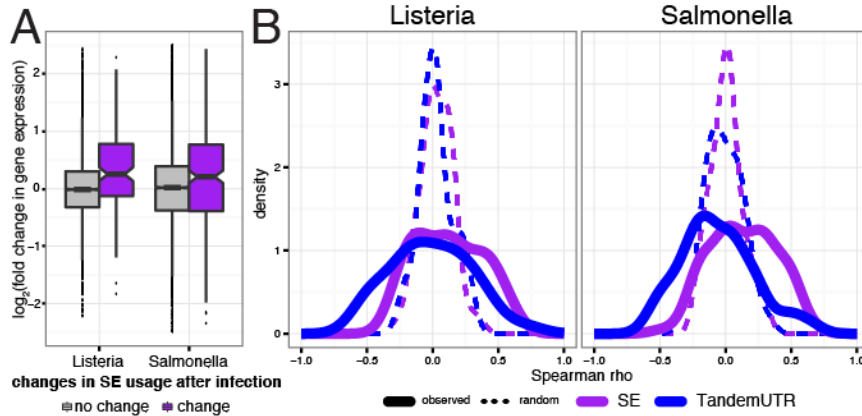 A
log2(fold change in gene expression)
2
1
0
−1
−2
Listeria
Salmonella
changes in SE usage after infection
no change
change
B
Listeria
Salmonella
density
3
2
1
0
−1.0 −0.5 0.0 0.5 1.0
−1.0 −0.5 0.0 0.5 1.0
Spearman rho
observed random SE TandemUTR